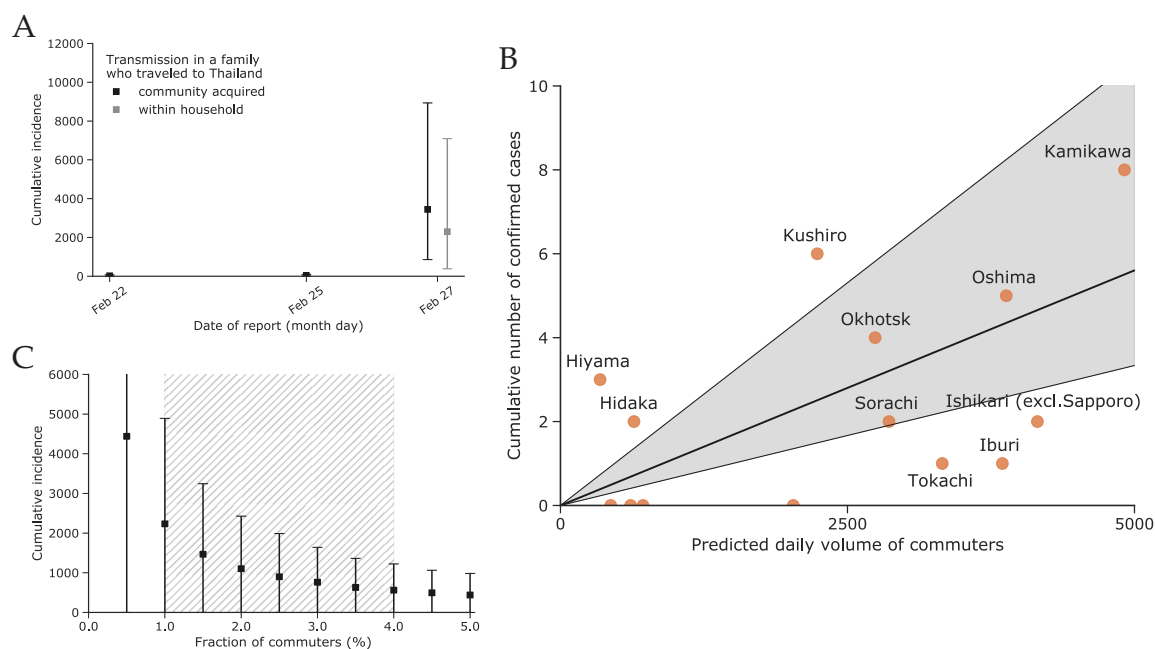 A
12000
10000
8000
6000
4000
2000
0
Cumulative incidence
Transmission in a family
who traveled to Thailand
community acquired
within household
Feb 22
Feb 25
Feb 27
Date of report (month day)
B
10
8
6
4
2
0
Cumulative number of confirmed cases
Kamikawa
Kushiro
Oshima
Okhotsk
Hiyama
Hidaka
Sorachi
Ishikari (excl.Sapporo)
Iburi
Tokachi
0
2500
5000
Predicted daily volume of commuters
C
6000
5000
4000
3000
2000
1000
0
Cumulative incidence
0.0
1.0
2.0
3.0
4.0
5.0
Fraction of commuters (%)